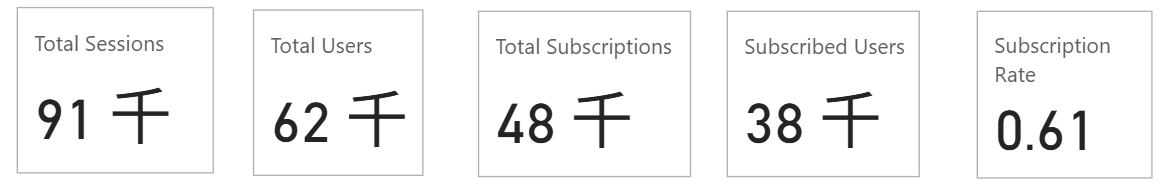 Total Sessions
91 千
Total Users
62 千
Total Subscriptions
48 千
Subscribed Users
38 千
Subscription
Rate
0.61